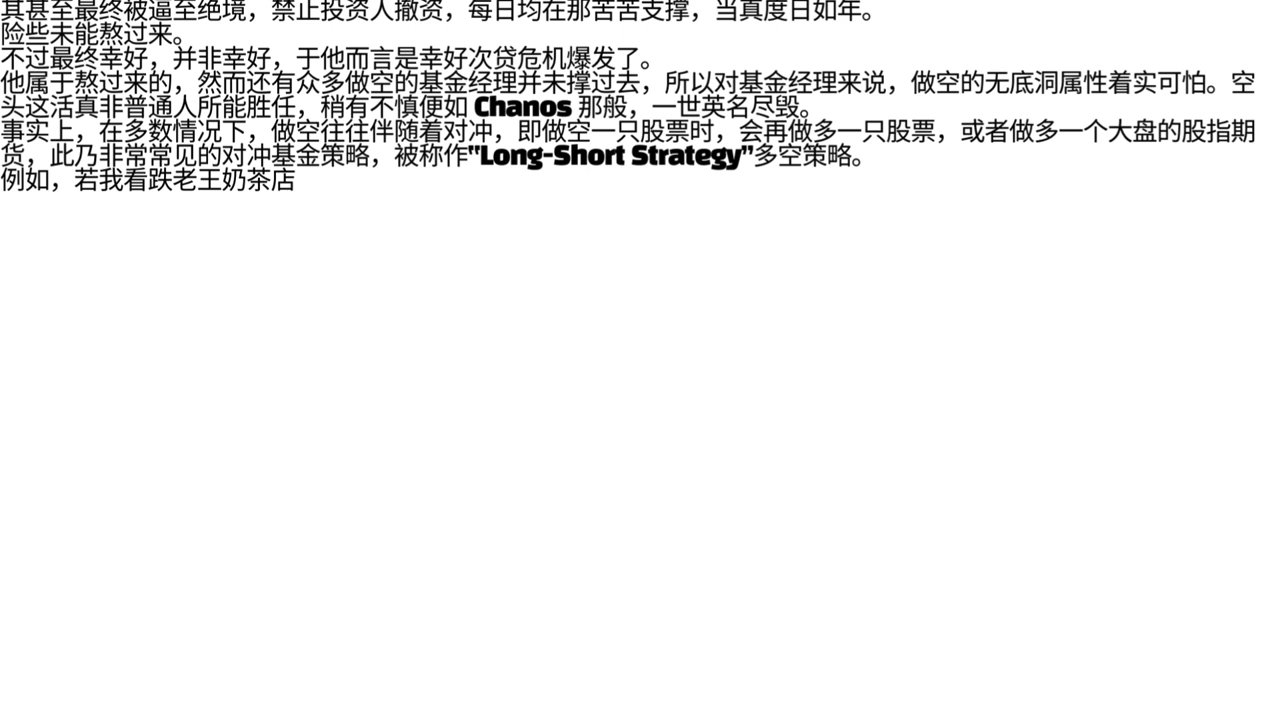 其甚至最终被逼至绝境，禁止投资人撤资，每日均在那苦苦支撑，当真度日如年。
险些未能熬过来。
不过最终幸好，并非幸好，于他而言是幸好次贷危机爆发了。
他属于熬过来的，然而还有众多做空的基金经理并未撑过去，所以对基金经理来说，做空的无底洞属性着实可怕。空
头这活真非普通人所能胜任，稍有不慎便如 Chanos 那般，一世英名尽毁。
事实上，在多数情况下，做空往往伴随着对冲，即做空一只股票时，会再做多一只股票，或者做多一个大盘的股指期
货，此乃非常常见的对冲基金策略，被称作"Long-Short Strategy"多空策略。
例如，若我看跌老王奶茶店